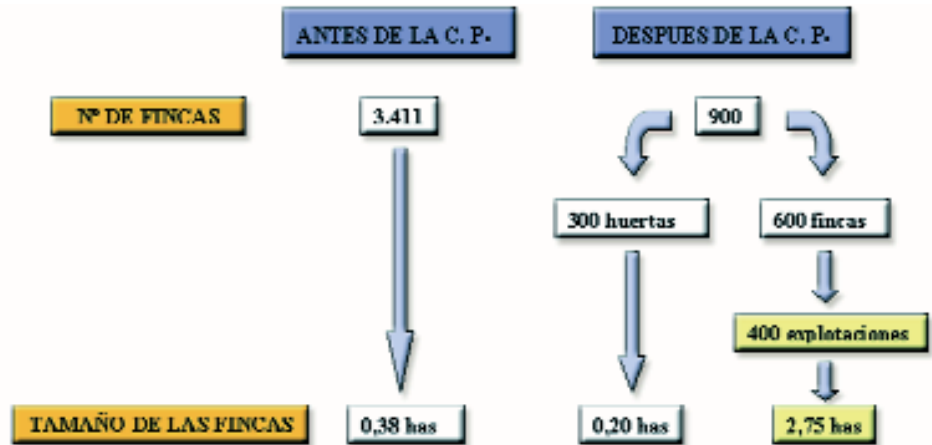 ANTES DE LA C. P.
DESPUES DE LA C. P.
Nº DE FINCAS
3.411
900
300 huertas
600 fincas
400 explotaciones
TAMAÑO DE LAS FINCAS
0,38 has
0,20 has
2,75 has